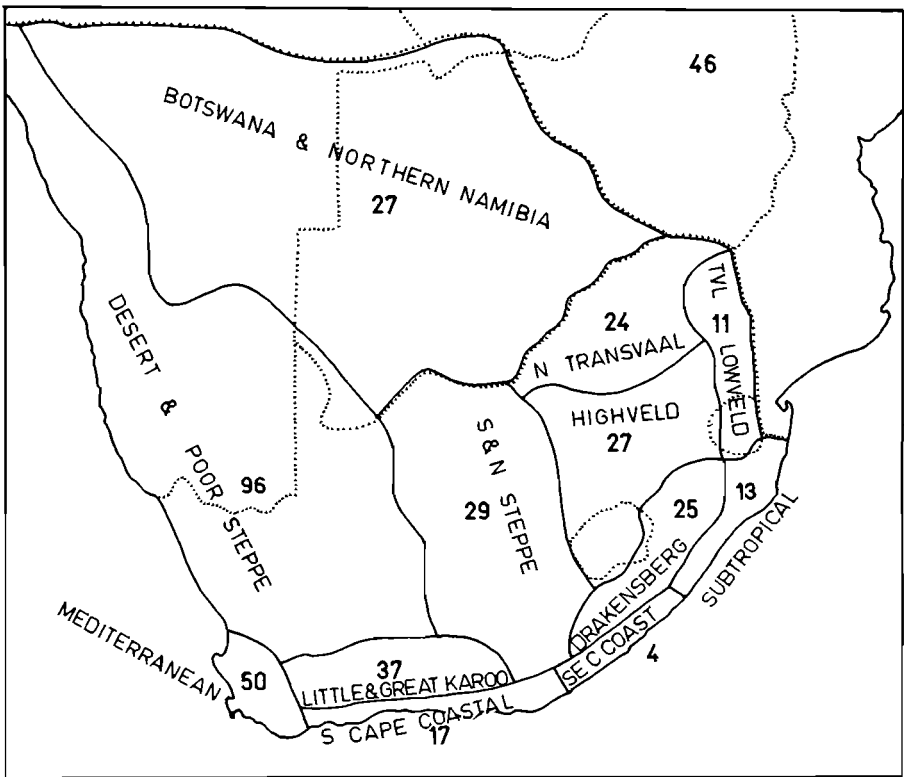 46
BOTSWANA & NORTHERN NAMIBIA
27
DESERT & POOR STEPPE
96
24
N TRANSVAAL
TVL LOWVELD
11
HIGHVELD
27
S&N STEPPE
29
25
DRAKENSBERG
13
SUBTROPICAL
SE C COAST
4
MEDITERRANEAN
50
37
LITTLE&GREAT KAROO
S CAPE COASTAL
17